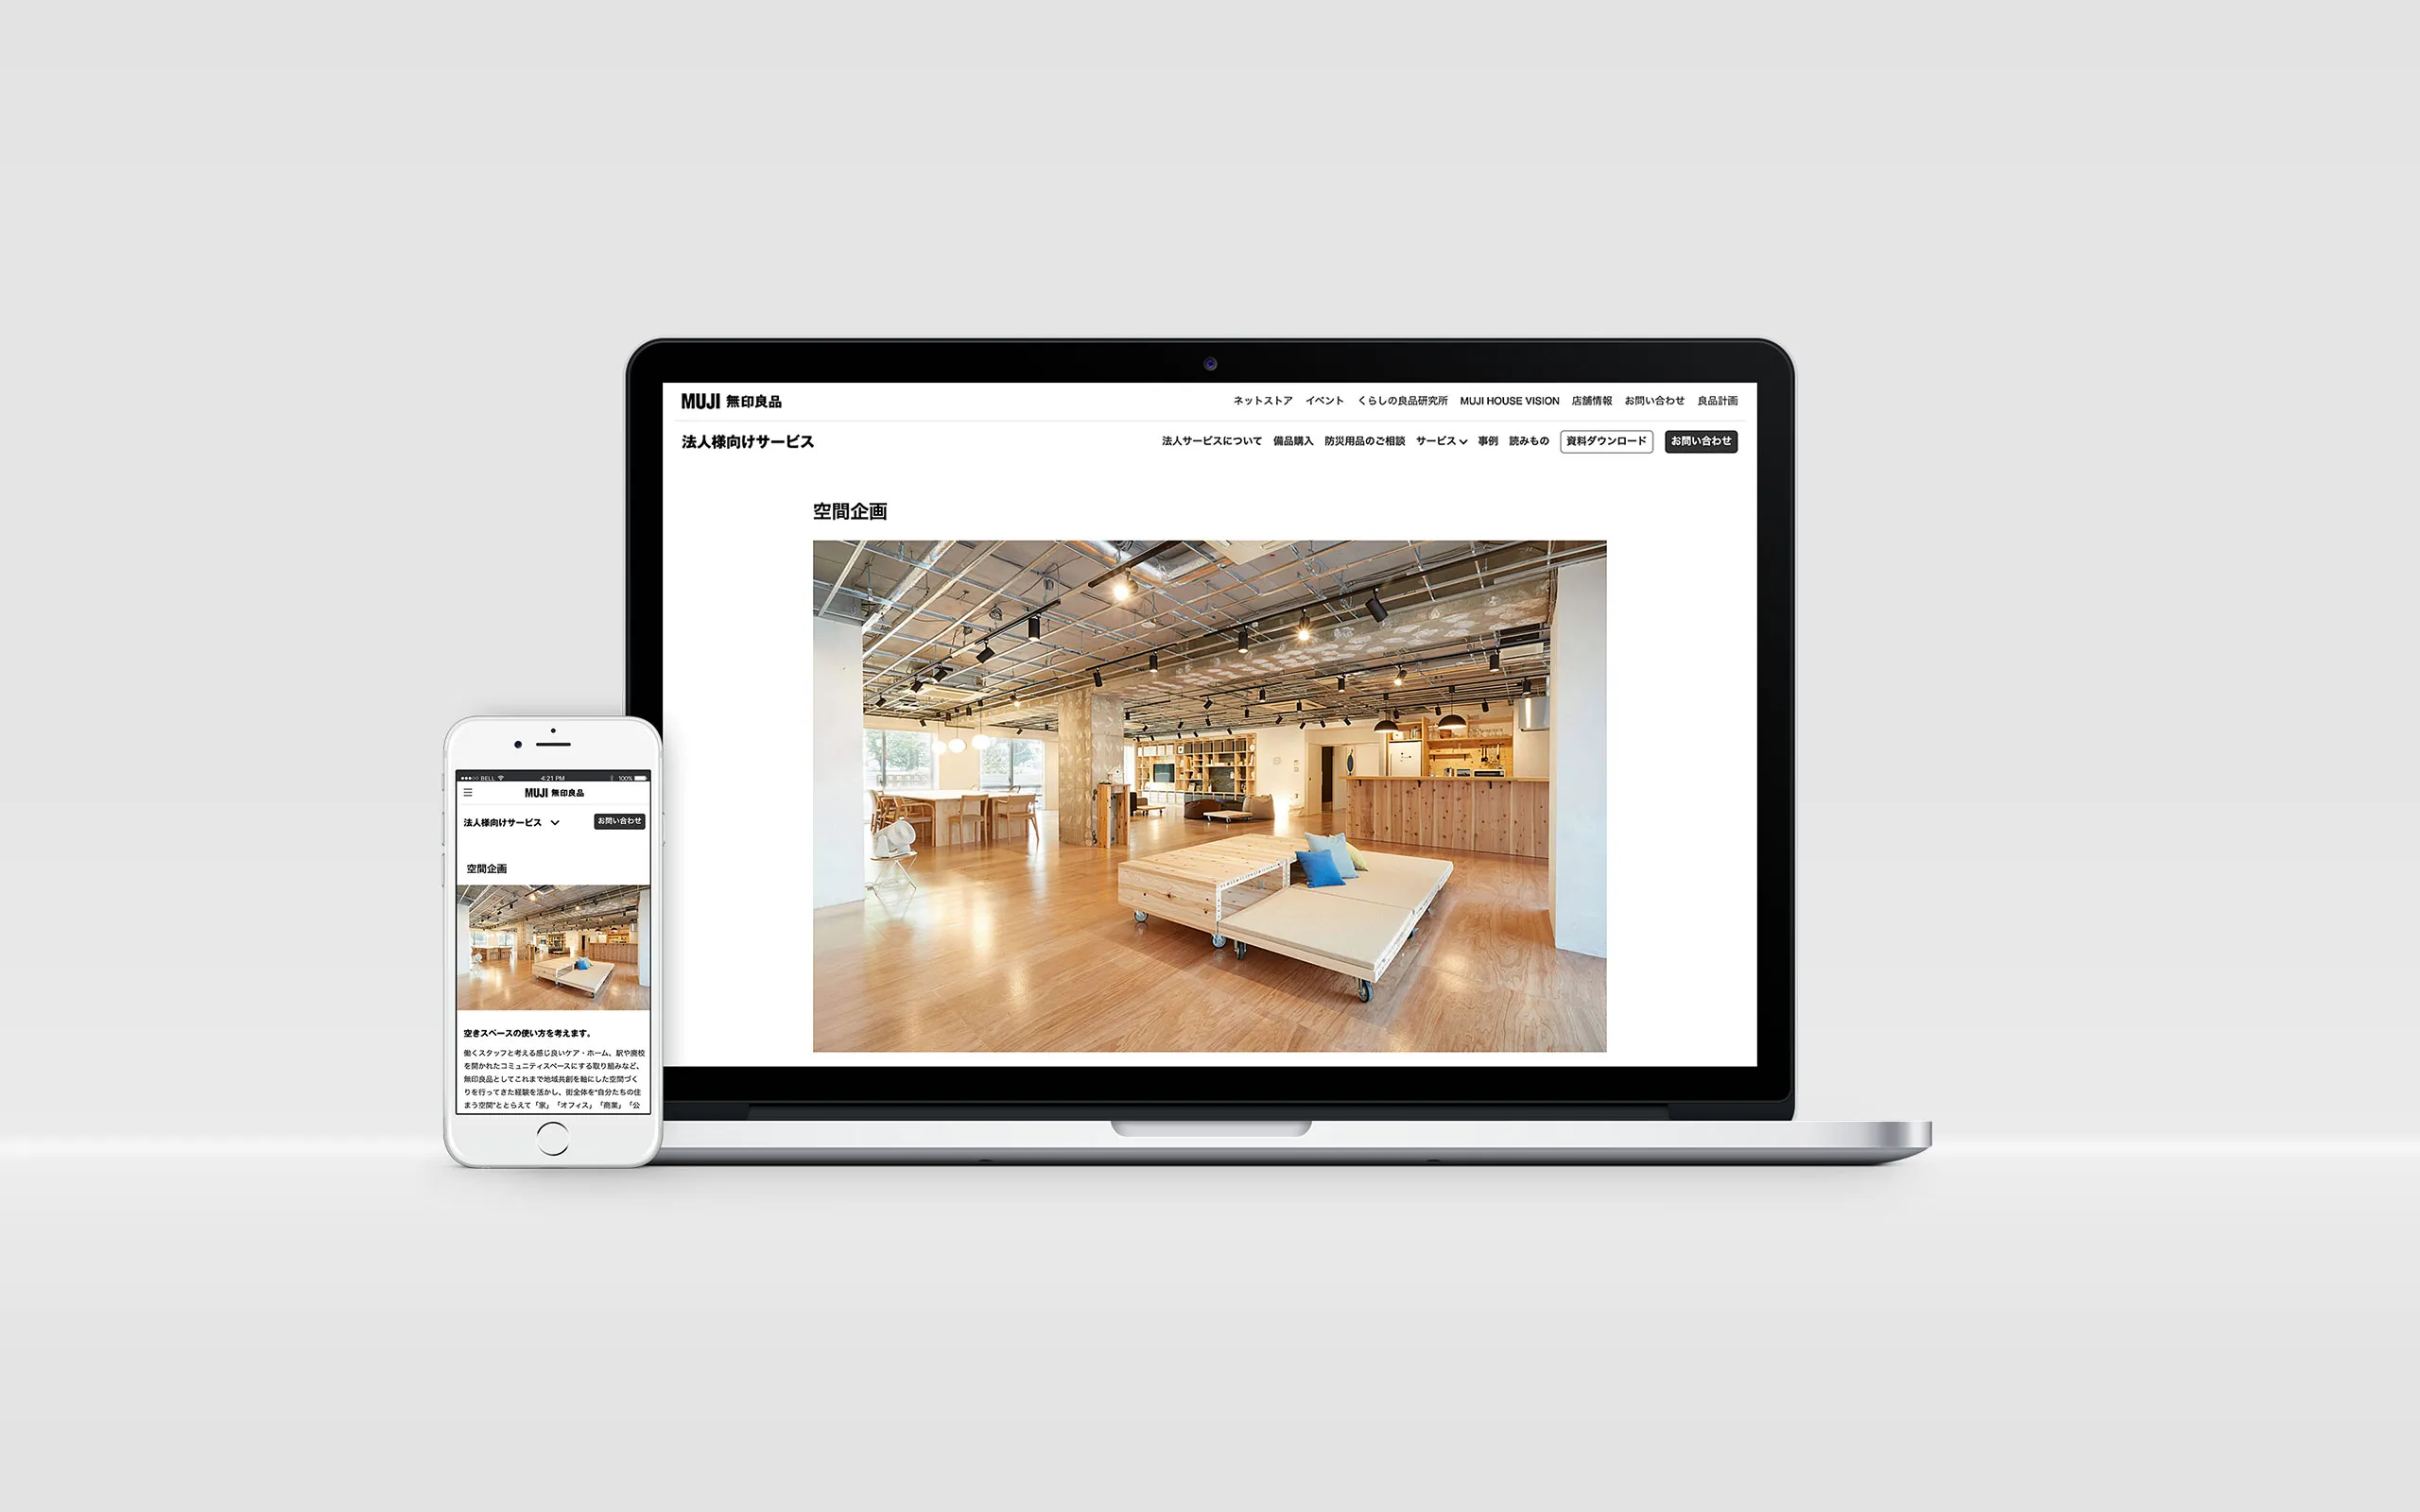 MUJI 無印良品
ネットストア イベント くらしの良品研究所 MUJI HOUSE VISION 店舗情報 お問い合わせ 良品計画
法人様向けサービス
法人サービスについて 備品購入 防災用品のご相談 サービス 事例 読みもの 資料ダウンロード お問い合わせ
空間企画
BELL 4:21 PM 100%
MUJI 無印良品
法人様向けサービス お問い合わせ
空間企画
空きスペースの使い方を考えます。
働くスタッフと考える感じ良いケア・ホーム、駅や廃校
を開かれたコミュニティスペースにする取り組みなど、
無印良品としてこれまで地域共創を軸にした空間づく
りを行ってきた経験を活かし、街全体を“自分たちの住
まう空間”ととらえて「家」「オフィス」「商業」「公